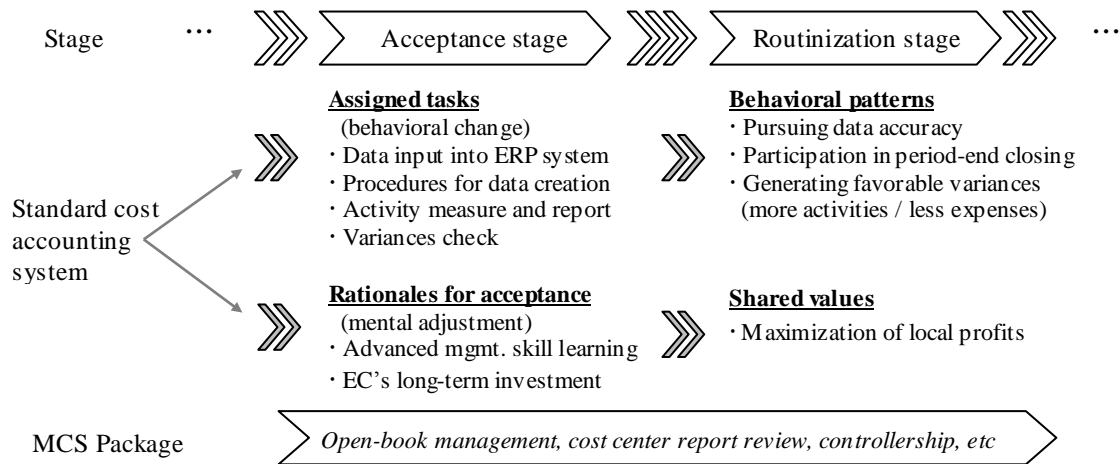 Stage ... Acceptance stage Routinization stage ...
Assigned tasks
(behavioral change)
・Data input into ERP system
・Procedures for data creation
・Activity measure and report
・Variances check
Behavioral patterns
・Pursuing data accuracy
・Participation in period-end closing
・Generating favorable variances
(more activities / less expenses)
Standard cost
accounting
system
Rationales for acceptance
(mental adjustment)
・Advanced mgmt. skill learning
・EC's long-term investment
Shared values
・Maximization of local profits
MCS Package Open-book management, cost center report review, controllership, etc